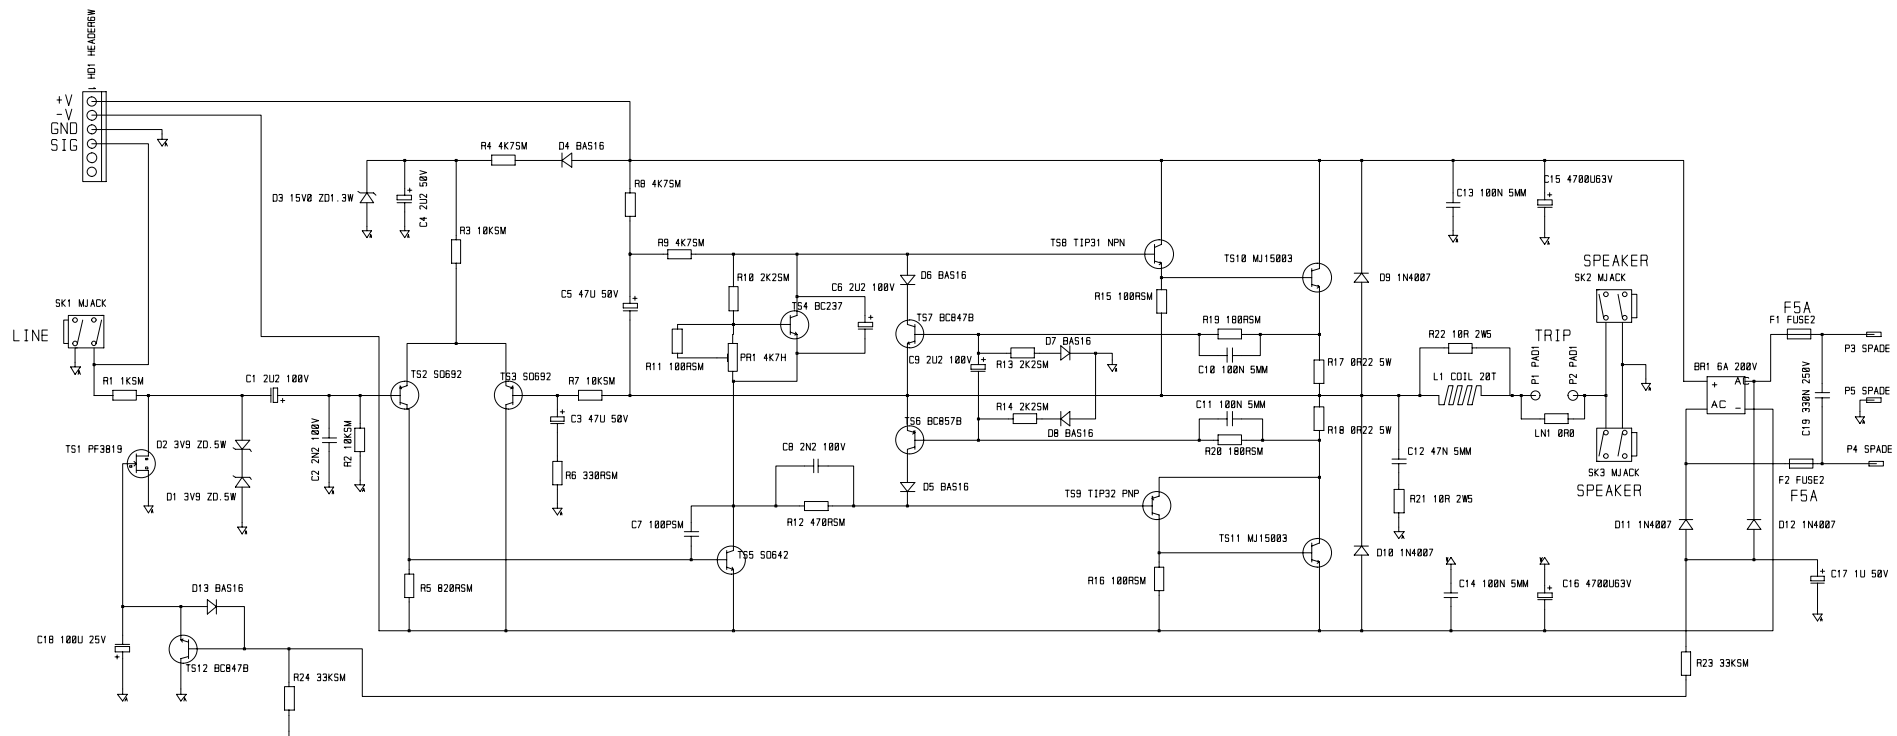 1 HD1 HEADER6W
+V
-V
GND
SIG
R4 4K7SM
D4 BAS16
D3 15V0 ZD1.3W
C4 2U2 50V
R8 4K7SM
C13 100N 5MM
C15 4700U63V
R3 10KSM
R9 4K7SM
TS8 TIP31 NPN
TS10 MJ15003
SPEAKER
SK2 MJACK
R10 2K2SM
D6 BAS16
D9 1N4007
C6 2U2 100V
C5 47U 50V
TS4 BC237
R15 100RSM
SK1 MJACK
LINE
TS7 BC847B
R19 180RSM
F5A
F1 FUSE2
R22 10R 2W5
TRIP
P3 SPADE
R11 100RSM
PR1 4K7H
C9 2U2 100V
R13 2K2SM
D7 BAS16
C10 100N 5MM
R17 0R22 5W
L1 COIL 20T
P1 PAD1
P2 PAD1
BR1 6A 200V
+ AC
AC -
C19 330N 250V
P5 SPADE
R1 1KSM
C1 2U2 100V
TS2 SO692
TS3 SO692
R7 10KSM
R14 2K2SM
D8 BAS16
C11 100N 5MM
R18 0R22 5W
R20 180RSM
TS6 BC857B
C3 47U 50V
LN1 0R0
TS1 PF3819
D2 3V9 ZD.5W
C2 2N2 100V
R2 10KSM
C8 2N2 100V
C12 47N 5MM
SK3 MJACK
SPEAKER
P4 SPADE
F2 FUSE2
F5A
R6 330RSM
D1 3V9 ZD.5W
D5 BAS16
TS9 TIP32 PNP
R21 10R 2W5
R12 470RSM
C7 100PSM
D11 1N4007
D12 1N4007
TS5 SO642
TS11 MJ15003
D10 1N4007
R5 820RSM
R16 100RSM
C14 100N 5MM
C16 4700U63V
C17 1U 50V
D13 BAS16
C18 100U 25V
TS12 BC847B
R24 33KSM
R23 33KSM